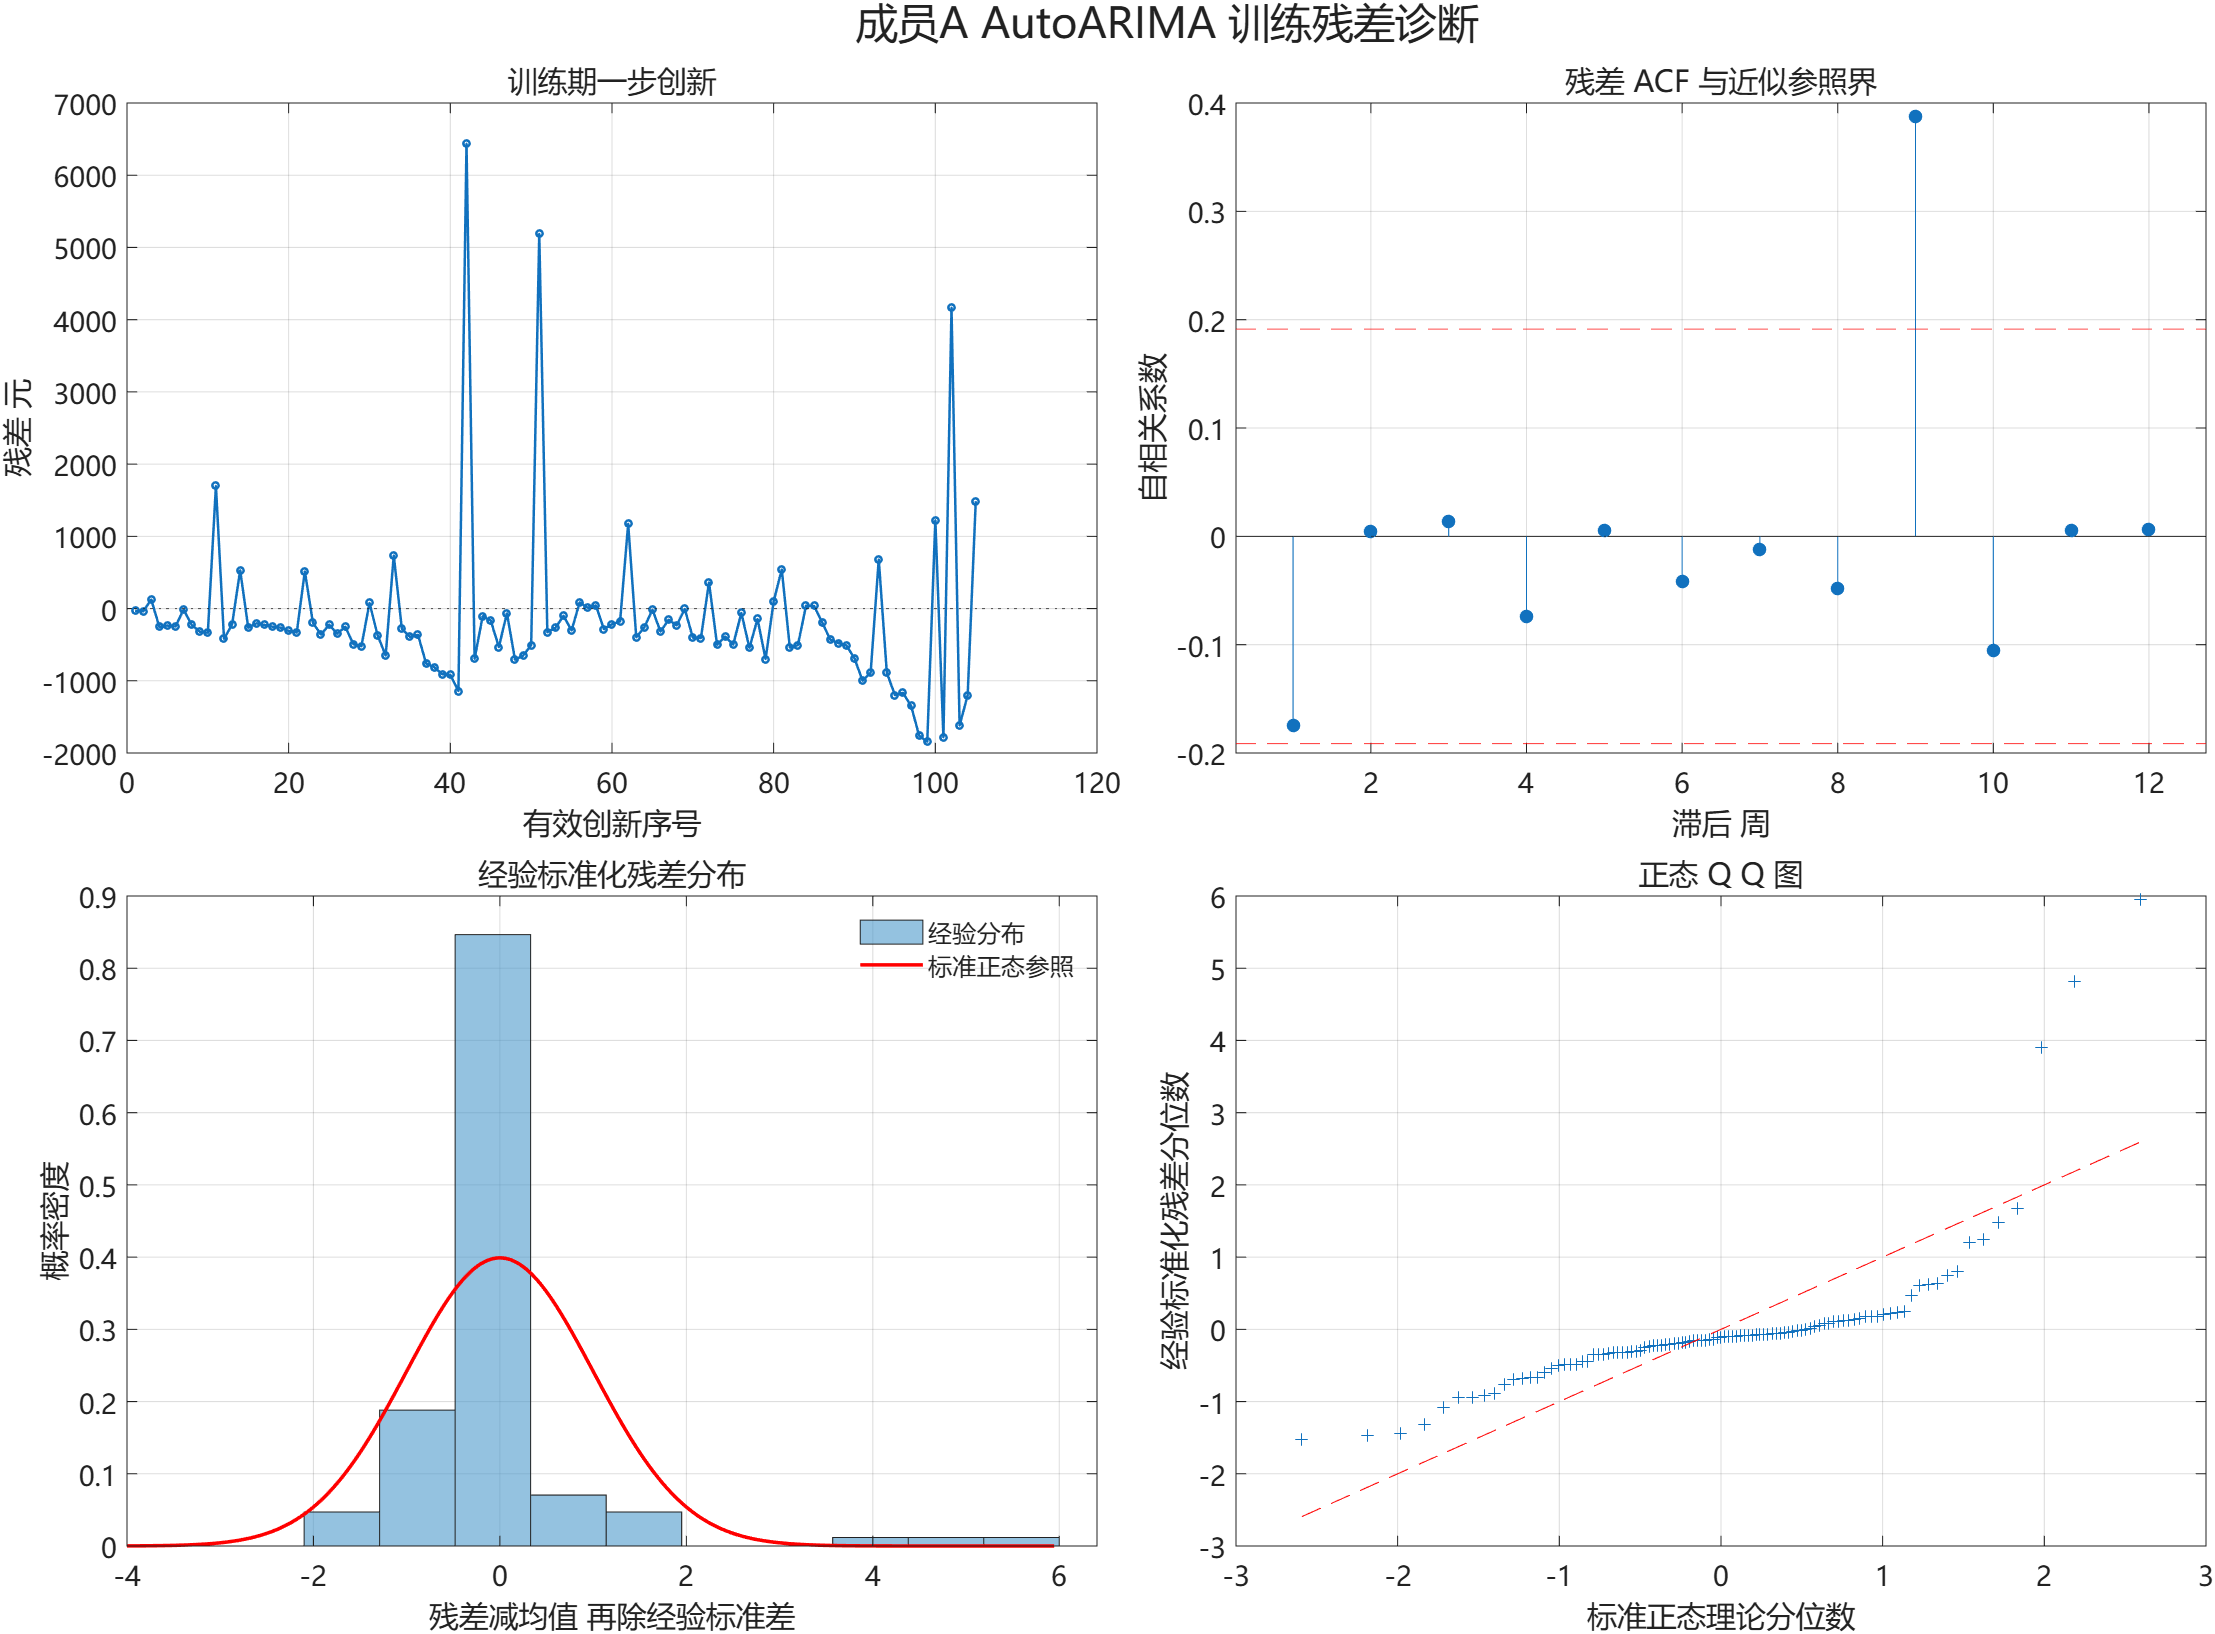 成员A AutoARIMA 训练残差诊断
训练期一步创新
7000
6000
5000
4000
3000
2000
1000
0
-1000
-2000
0 20 40 60 80 100 120
残差 元
有效创新序号
残差 ACF 与近似参照界
0.4
0.3
0.2
0.1
0
-0.1
-0.2
2 4 6 8 10 12
自相关系数
滞后 周
经验标准化残差分布
0.9
0.8
0.7
0.6
0.5
0.4
0.3
0.2
0.1
0
-4 -2 0 2 4 6
概率密度
残差减均值 再除经验标准差
经验分布
标准正态参照
正态 Q Q 图
6
5
4
3
2
1
0
-1
-2
-3
-3 -2 -1 0 1 2 3
经验标准化残差分位数
标准正态理论分位数